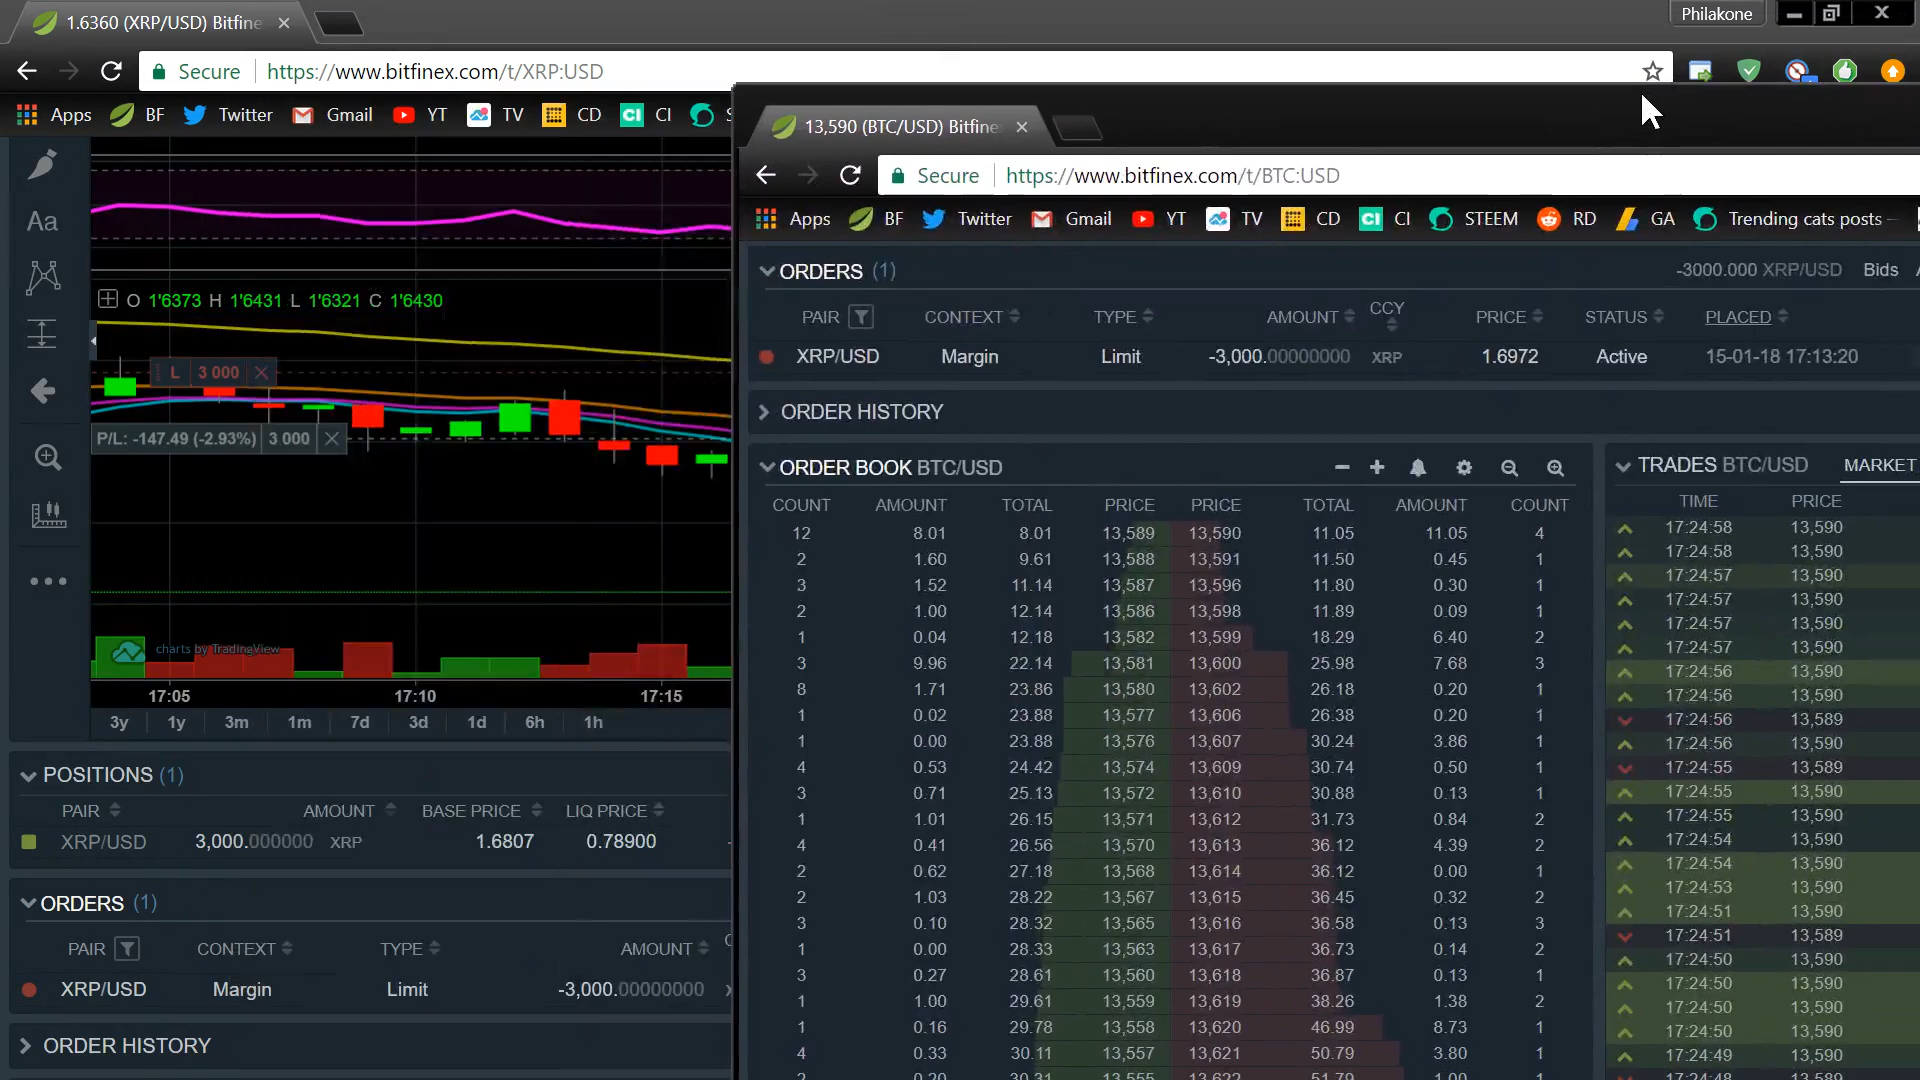 1.6360 (XRP/USD) Bitfine
Philakone
Secure https://www.bitfinex.com/t/XRP:USD
Apps BF Twitter Gmail YT TV CD CI CI
13,590 (BTC/USD) Bitfine
Secure https://www.bitfinex.com/t/BTC:USD
Apps BF Twitter Gmail YT TV CD CI CI STEEM RD GA Trending cats posts –
Aa
O 1'6373 H 1'6431 L 1'6321 C 1'6430
L 3 000
P/L: -147.49 (-2.93%) 3 000
charts by TradingView
17:05 17:10 17:15
3y 1y 3m 1m 7d 3d 1d 6h 1h
POSITIONS (1)
PAIR AMOUNT BASE PRICE LIQ PRICE
XRP/USD 3,000.000000 XRP 1.6807 0.78900
ORDERS (1)
PAIR CONTEXT TYPE AMOUNT
XRP/USD Margin Limit -3,000.00000000
ORDER HISTORY
ORDERS (1) -3000.000 XRP/USD Bids
PAIR CONTEXT TYPE AMOUNT CCY PRICE STATUS PLACED
XRP/USD Margin Limit -3,000.00000000 XRP 1.6972 Active 15-01-18 17:13:20
ORDER HISTORY
ORDER BOOK BTC/USD
COUNT AMOUNT TOTAL PRICE PRICE TOTAL AMOUNT COUNT
12 8.01 8.01 13,589 13,590 11.05 11.05 4
2 1.60 9.61 13,588 13,591 11.50 0.45 1
3 1.52 11.14 13,587 13,596 11.80 0.30 1
2 1.00 12.14 13,586 13,598 11.89 0.09 1
1 0.04 12.18 13,582 13,599 18.29 6.40 2
3 9.96 22.14 13,581 13,600 25.98 7.68 3
8 1.71 23.86 13,580 13,602 26.18 0.20 1
1 0.02 23.88 13,577 13,606 26.38 0.20 1
1 0.00 23.88 13,576 13,607 30.24 3.86 1
4 0.53 24.42 13,574 13,609 30.74 0.50 1
3 0.71 25.13 13,572 13,610 30.88 0.13 1
1 1.01 26.15 13,571 13,612 31.73 0.84 2
4 0.41 26.56 13,570 13,613 36.12 4.39 2
2 0.62 27.18 13,568 13,614 36.12 0.00 1
2 1.03 28.22 13,567 13,615 36.45 0.32 2
3 0.10 28.32 13,565 13,616 36.58 0.13 3
1 0.00 28.33 13,563 13,617 36.73 0.14 2
3 0.27 28.61 13,560 13,618 36.87 0.13 1
1 1.00 29.61 13,559 13,619 38.26 1.38 2
1 0.16 29.78 13,558 13,620 46.99 8.73 1
4 0.33 30.11 13,557 13,621 50.79 3.80 1
2 0.20 30.31 13,555 13,622 51.79 1.00 1
TRADES BTC/USD MARKET
TIME PRICE
17:24:58 13,590
17:24:58 13,590
17:24:57 13,590
17:24:57 13,590
17:24:57 13,590
17:24:57 13,590
17:24:56 13,590
17:24:56 13,590
17:24:56 13,589
17:24:56 13,590
17:24:55 13,589
17:24:55 13,590
17:24:55 13,590
17:24:54 13,590
17:24:54 13,590
17:24:53 13,590
17:24:51 13,590
17:24:51 13,589
17:24:50 13,590
17:24:50 13,590
17:24:50 13,590
17:24:50 13,590
17:24:49 13,590
17:24:48 13,589